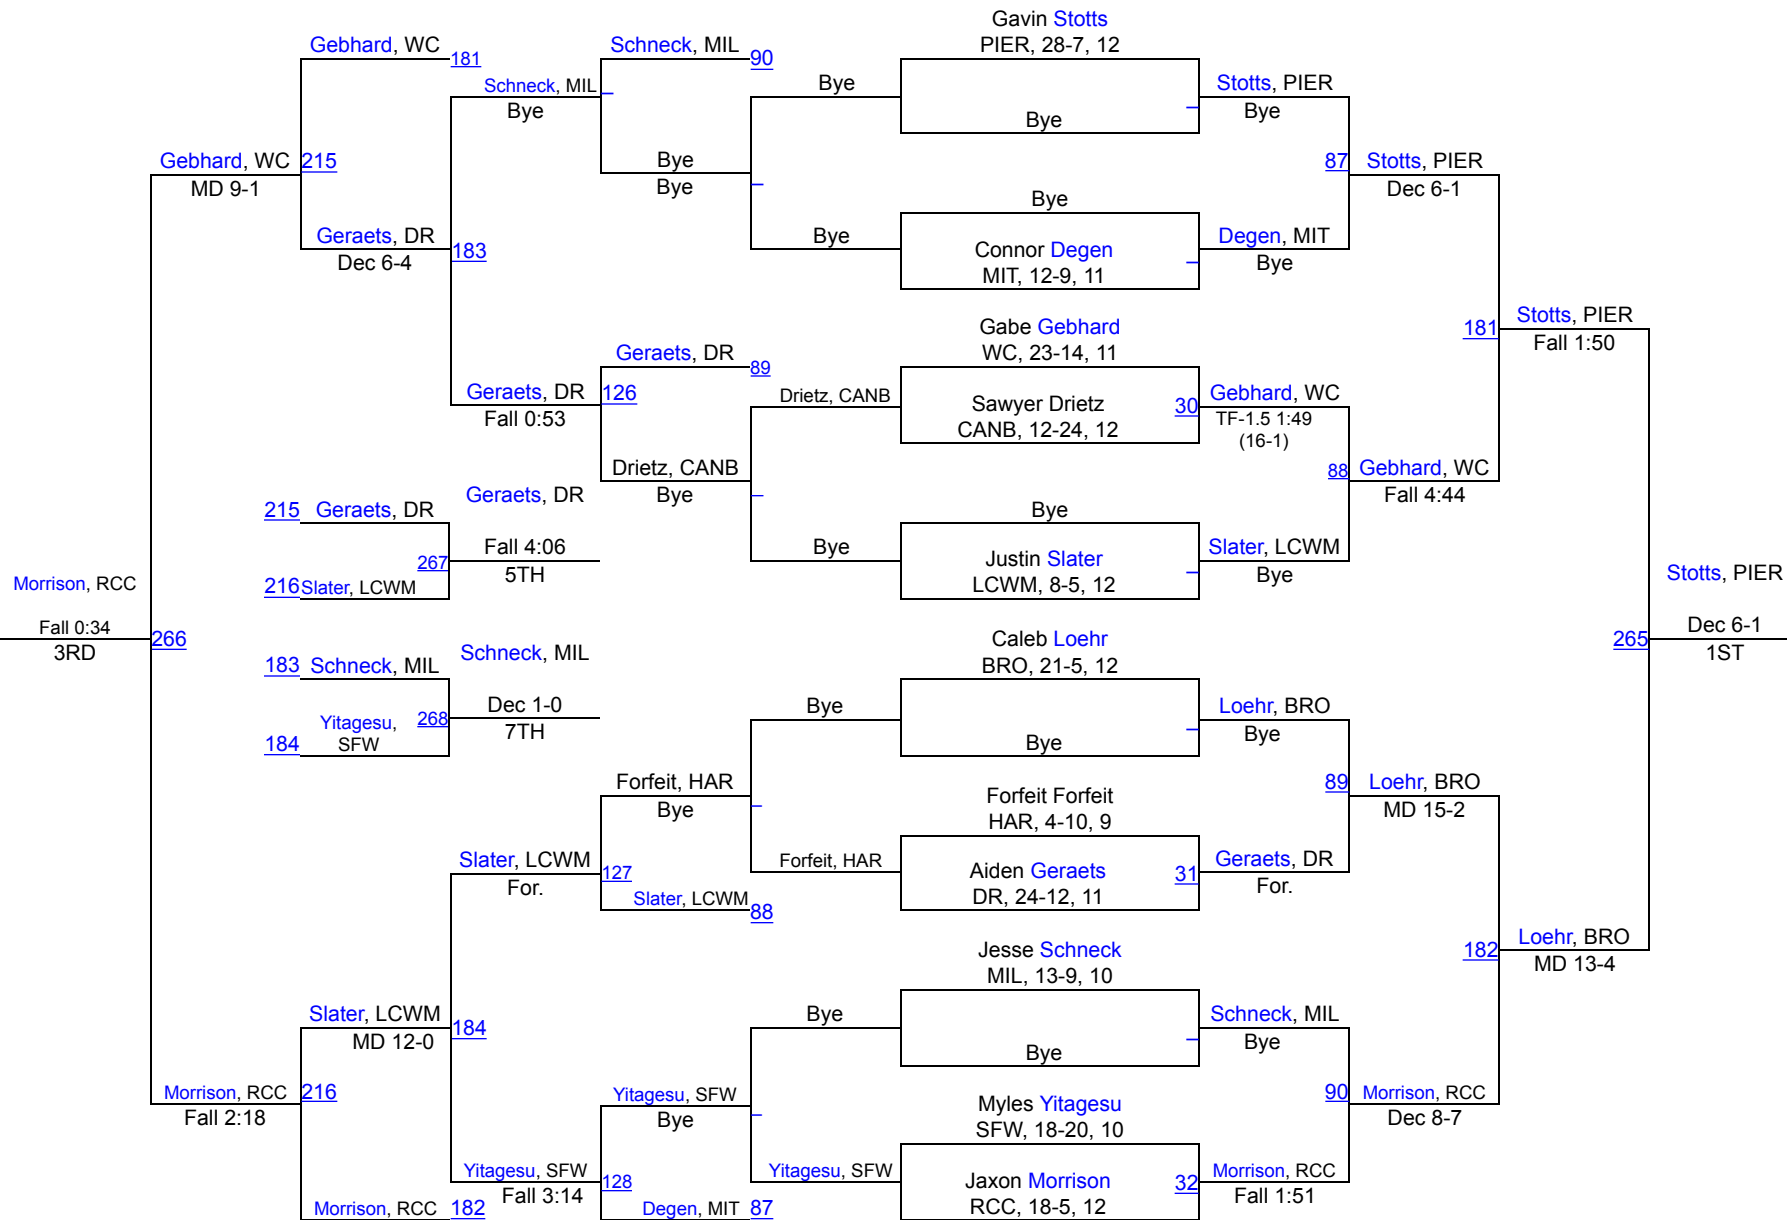 Gavin Stotts
PIER, 28-7, 12
Bye
Bye
Connor Degen
MIT, 12-9, 11
Gabe Gebhard
WC, 23-14, 11
Sawyer Drietz
CANB, 12-24, 12
30
Bye
Justin Slater
LCWM, 8-5, 12
Caleb Loehr
BRO, 21-5, 12
Bye
Forfeit Forfeit
HAR, 4-10, 9
Aiden Geraets
DR, 24-12, 11
31
Jesse Schneck
MIL, 13-9, 10
Bye
Myles Yitagesu
SFW, 18-20, 10
Jaxon Morrison
RCC, 18-5, 12
32
Stotts, PIER
Bye
87
Degen, MIT
Bye
Gebhard, WC
TF-1.5 1:49
(16-1)
88
Slater, LCWM
Bye
Loehr, BRO
Bye
89
Geraets, DR
For.
Schneck, MIL
Bye
90
Morrison, RCC
Fall 1:51
Stotts, PIER
Dec 6-1
181
Gebhard, WC
Fall 4:44
Loehr, BRO
MD 15-2
182
Morrison, RCC
Dec 8-7
Stotts, PIER
Fall 1:50
265
Loehr, BRO
MD 13-4
Stotts, PIER
Dec 6-1
1ST
Bye
Bye
Drietz, CANB
Bye
Bye
Forfeit, HAR
Bye
Yitagesu, SFW
Schneck, MIL
90
Bye
Bye
Geraets, DR
89
126
Drietz, CANB
Bye
Forfeit, HAR
Bye
127
Slater, LCWM
88
Yitagesu, SFW
Bye
128
Degen, MIT
87
Schneck, MIL
Bye
183
Geraets, DR
Fall 0:53
Slater, LCWM
For.
184
Yitagesu, SFW
Fall 3:14
Gebhard, WC
181
215
Geraets, DR
Dec 6-4
Slater, LCWM
MD 12-0
216
Morrison, RCC
182
Gebhard, WC
MD 9-1
266
Morrison, RCC
Fall 2:18
Morrison, RCC
Fall 0:34
3RD
215
Geraets, DR
267
216
Slater, LCWM
Geraets, DR
Fall 4:06
5TH
183
Schneck, MIL
268
184
Yitagesu,
SFW
Schneck, MIL
Dec 1-0
7TH